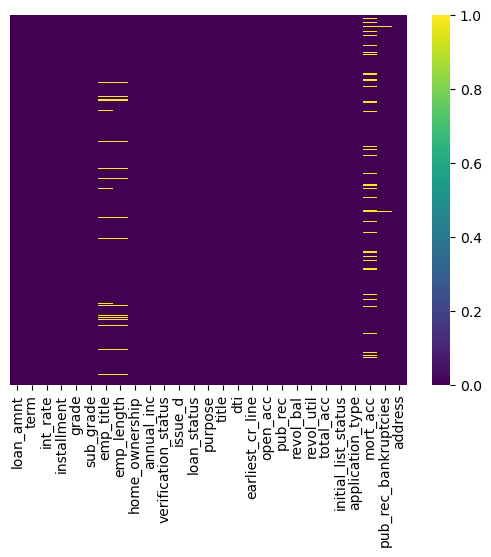 1.0
0.8
0.6
0.4
0.2
0.0
loan_amnt
term
int_rate
installment
grade
sub_grade
emp_title
emp_length
home_ownership
annual_inc
verification_status
issue_d
loan_status
purpose
title
dti
earliest_cr_line
open_acc
pub_rec
revol_bal
revol_util
total_acc
initial_list_status
application_type
mort_acc
pub_rec_bankruptcies
address